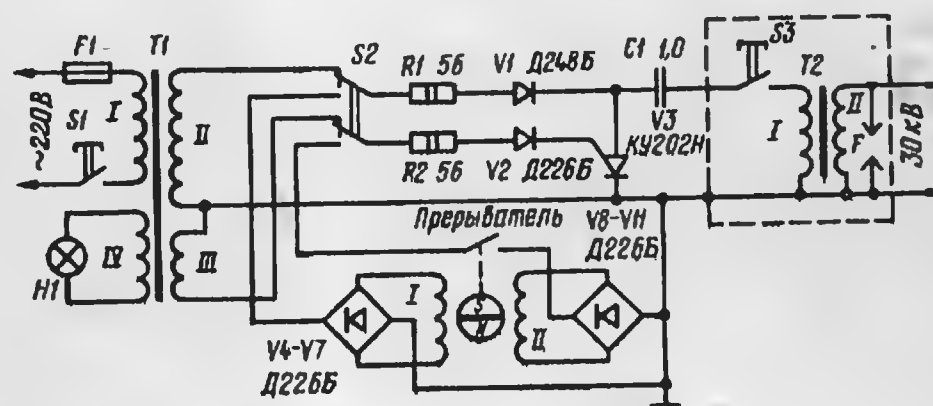 F1
T1
S2
R1 56
V1 Д248Б
C1 1,0
S3
T2
~220В
S1
I
II
V3
КУ202Н
I
II
F
30кВ
R2 56
V2 Д226Б
Прерыватель
V8-V11
Д226Б
H1
IV
III
I
S
N
II
V4-V7
Д226Б